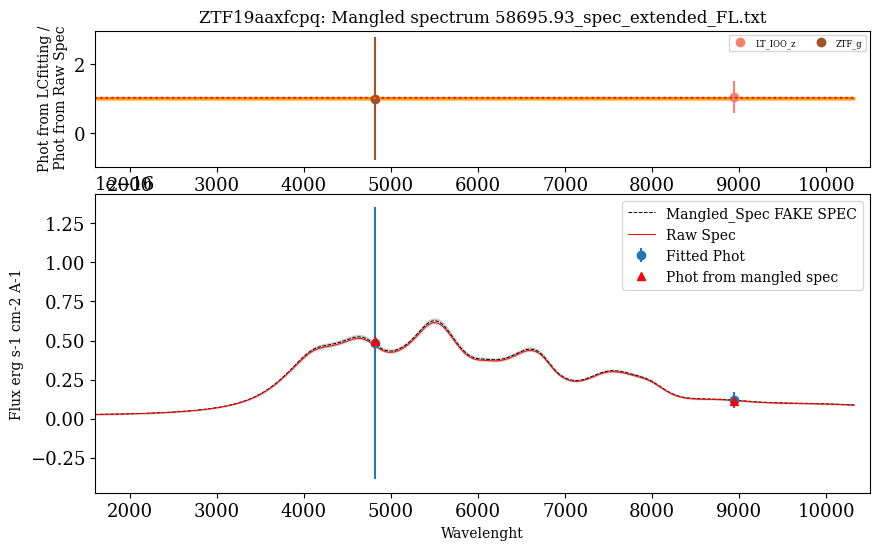 ZTF19aaxfcpq: Mangled spectrum 58695.93_spec_extended_FL.txt
Phot from LCfitting /
Phot from Raw Spec
2
0
LT_IOO_z
ZTF_g
2000 3000 4000 5000 6000 7000 8000 9000 10000
1e−16
Mangled_Spec FAKE SPEC
Raw Spec
Fitted Phot
Phot from mangled spec
Flux erg s-1 cm-2 A-1
1.25
1.00
0.75
0.50
0.25
0.00
−0.25
2000 3000 4000 5000 6000 7000 8000 9000 10000
Wavelenght